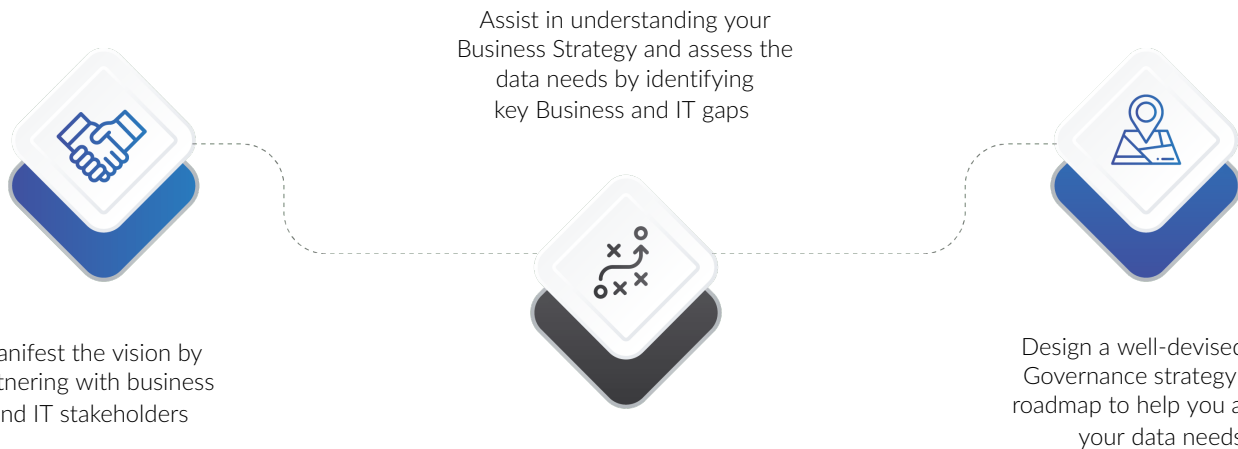 Assist in understanding your
Business Strategy and assess the
data needs by identifying
key Business and IT gaps
anifest the vision by
tnering with business
nd IT stakeholders
Design a well-devised
Governance strategy
roadmap to help you a
your data needs